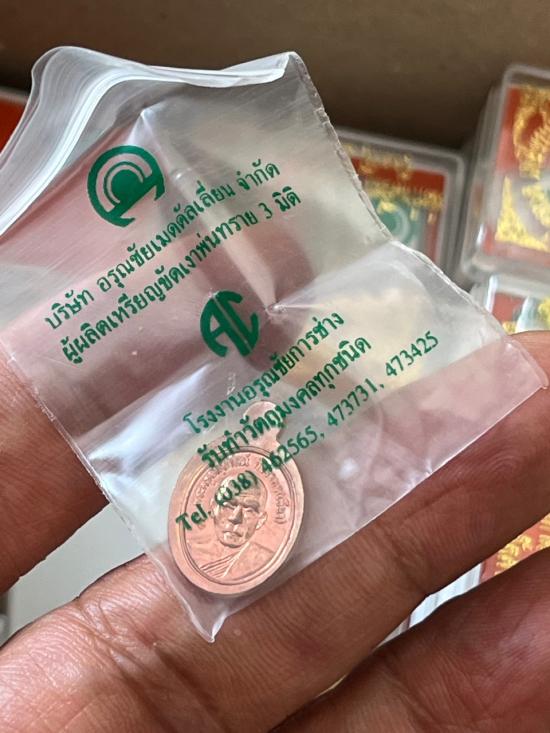 บริษัท อรุณชัยเมดดัลเลี่ยน จำกัด
ผู้ผลิตเหรียญขัดเงาพ่นทราย 3 มิติ
AC
โรงงานอรุณชัยการช่าง
รับทำวัตถุมงคลทุกชนิด
Tel. (038) 462565, 473731, 473425